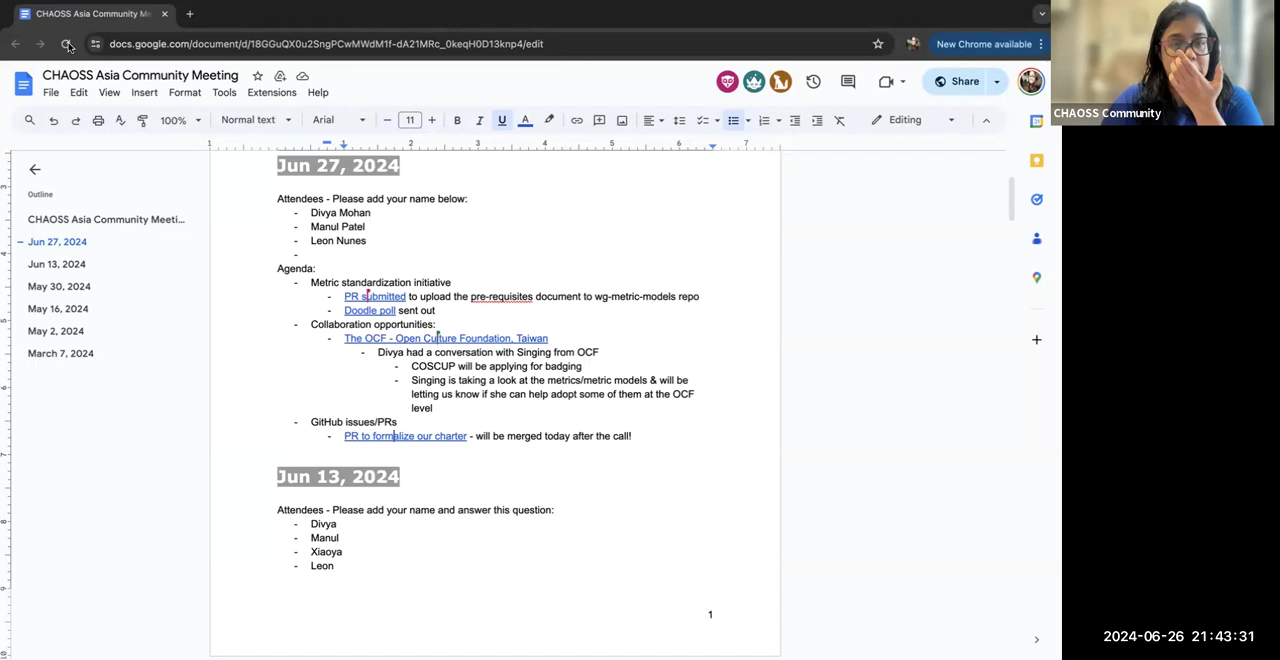 CHAOSS Asia Community Me
docs.google.com/document/d/18GGuQX0u2SngPCwMWdM1f-dA21MRc_0keqH0D13knp4/edit
New Chrome available
CHAOSS Asia Community Meeting
File Edit View Insert Format Tools Extensions Help
Share
100% Normal text Arial 11 B I U A Editing
1 1 2 3 4 5 6 7
Outline
CHAOSS Asia Community Meeti...
Jun 27, 2024
Jun 13, 2024
May 30, 2024
May 16, 2024
May 2, 2024
March 7, 2024
Jun 27, 2024
Attendees - Please add your name below:
- Divya Mohan
- Manul Patel
- Leon Nunes
-
Agenda:
- Metric standardization initiative
- PR submitted to upload the pre-requisites document to wg-metric-models repo
- Doodle poll sent out
- Collaboration opportunities:
- The OCF - Open Culture Foundation, Taiwan
- Divya had a conversation with Singing from OCF
- COSCUP will be applying for badging
- Singing is taking a look at the metrics/metric models & will
be letting us know if she can help adopt some of them at the OCF
level
- GitHub issues/PRs
- PR to formalize our charter - will be merged today after the call!
Jun 13, 2024
Attendees - Please add your name and answer this question:
- Divya
- Manul
- Xiaoya
- Leon
1
CHAOSS Community
2024-06-26 21:43:31